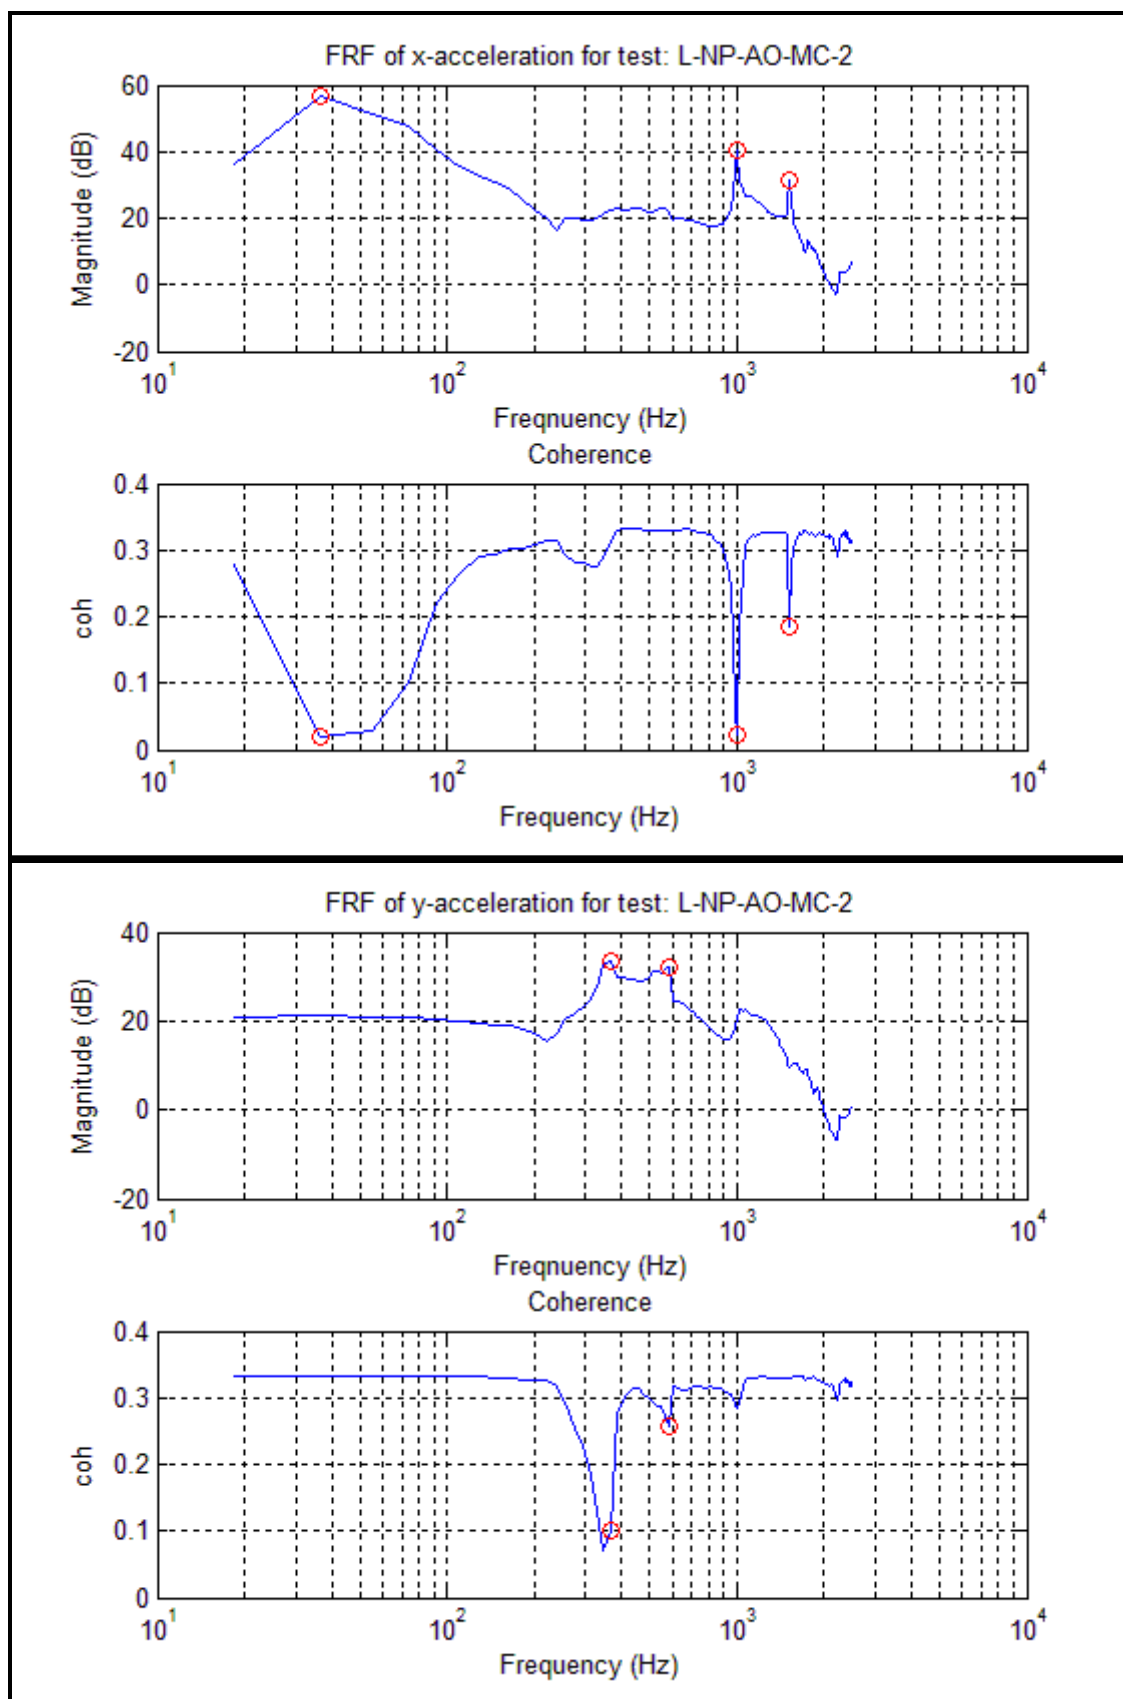 FRF of x-acceleration for test: L-NP-AO-MC-2
60
40
20
0
-20
Magnitude (dB)
10^1 10^2 10^3 10^4
Freqnuency (Hz)
Coherence
0.4
0.3
0.2
0.1
0
coh
10^1 10^2 10^3 10^4
Frequency (Hz)
FRF of y-acceleration for test: L-NP-AO-MC-2
40
20
0
-20
Magnitude (dB)
10^1 10^2 10^3 10^4
Freqnuency (Hz)
Coherence
0.4
0.3
0.2
0.1
0
coh
10^1 10^2 10^3 10^4
Frequency (Hz)